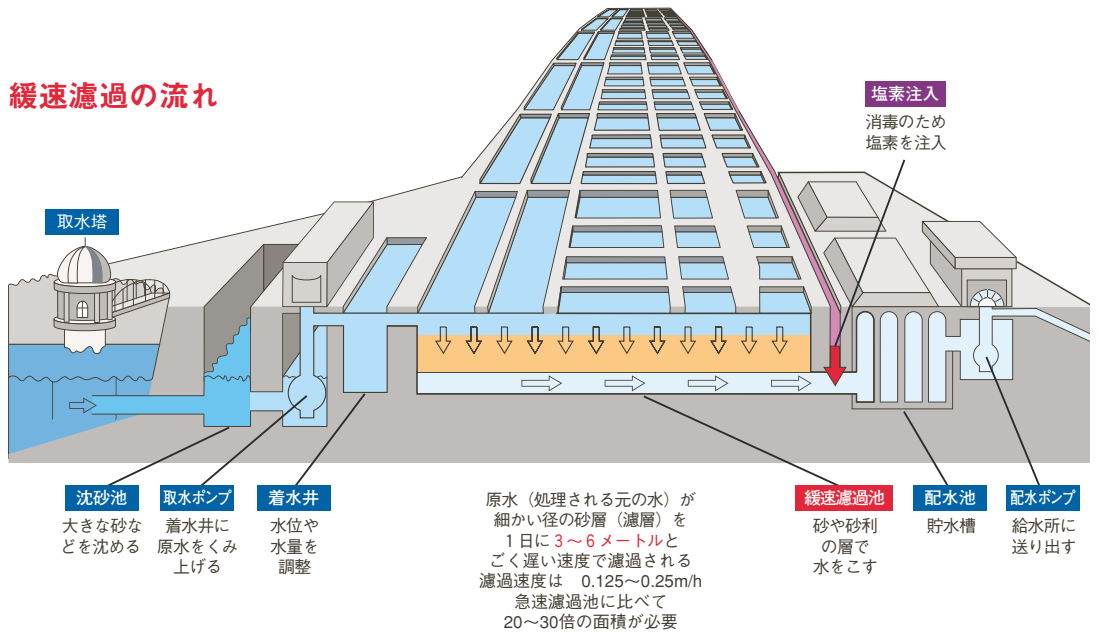 緩速濾過の流れ
塩素注入
消毒のため
塩素を注入
取水塔
沈砂池
大きな砂な
どを沈める
取水ポンプ
着水井に
原水をくみ
上げる
着水井
水位や
水量を
調整
原水（処理される元の水）が
細かい径の砂層（濾層）を
1日に3〜6メートルと
ごく遅い速度で濾過される
濾過速度は　0.125〜0.25m/h
急速濾過池に比べて
20〜30倍の面積が必要
緩速濾過池
砂や砂利
の層で
水をこす
配水池
貯水槽
配水ポンプ
給水所に
送り出す